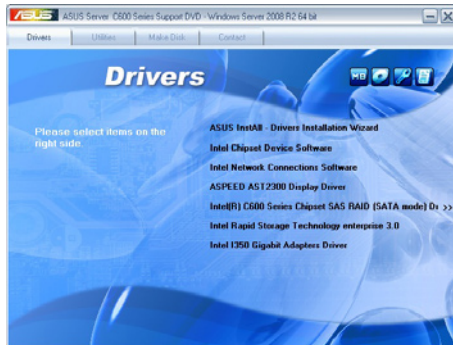 ASUS ASUS Server C600 Series Support DVD - Windows Server 2008 R2 64 bit
Drivers Utilities Make Disk Contact
Drivers
MB
Please select items on the
right side.
ASUS InstAll - Drivers Installation Wizard
Intel Chipset Device Software
Intel Network Connections Software
ASPEED AST2300 Display Driver
Intel(R) C600 Series Chipset SAS RAID (SATA mode) Dr >>
Intel Rapid Storage Technology enterprise 3.0
Intel I350 Gigabit Adapters Driver